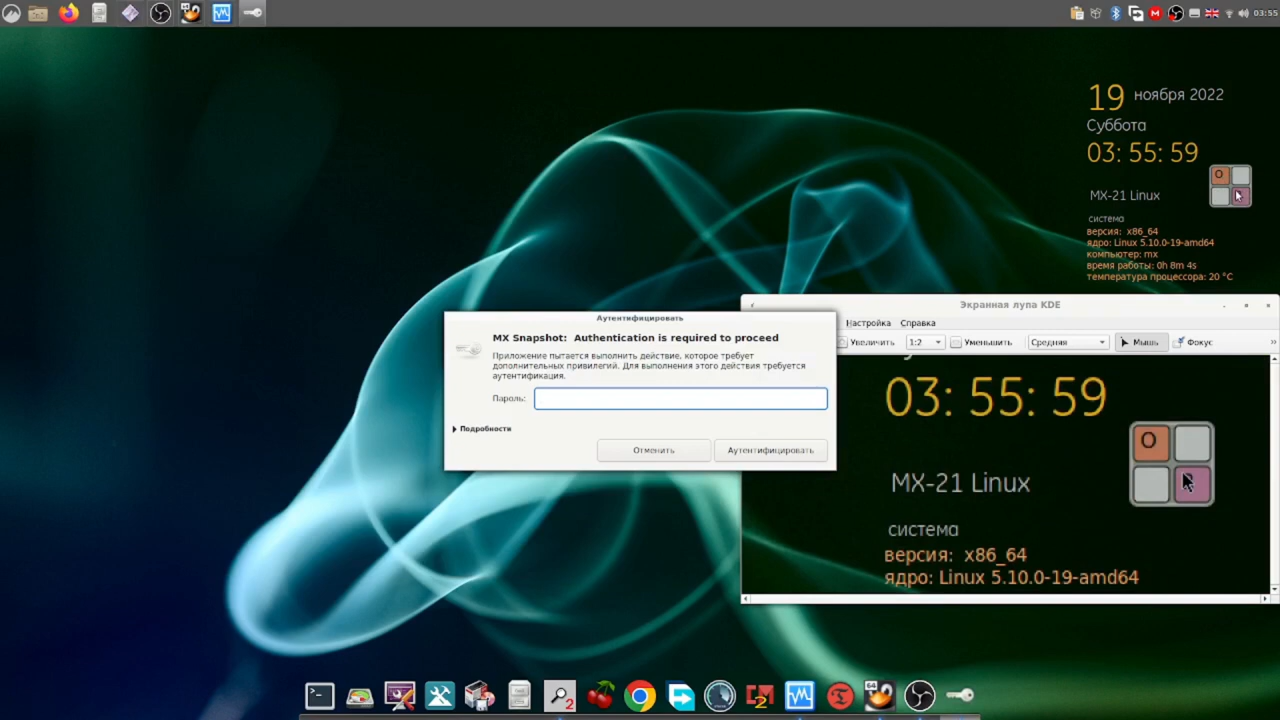 03:55
19 ноября 2022
Суббота
03: 55: 59
MX-21 Linux
O
система
версия: x86_64
ядро: Linux 5.10.0-19-amd64
компьютер: mx
время работы: 0h 8m 4s
температура процессора: 20 °C
Экранная лупа KDE
Настройка Справка
Увеличить 1:2 Уменьшить Средняя Мышь Фокус »
03: 55: 59
O
MX-21 Linux
система
версия: x86_64
ядро: Linux 5.10.0-19-amd64
Аутентифицировать
MX Snapshot: Authentication is required to proceed
Приложение пытается выполнить действие, которое требует
дополнительных привилегий. Для выполнения этого действия требуется
аутентификация.
Пароль:
Подробности
Отменить Аутентифицировать
2
64